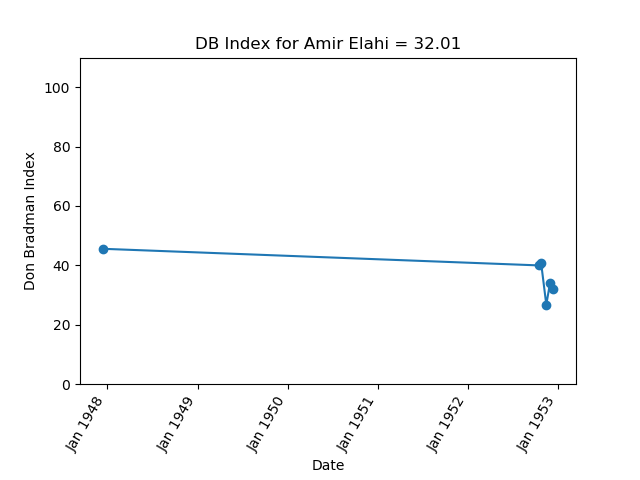 DB Index for Amir Elahi = 32.01
Don Bradman Index
100
80
60
40
20
0
Jan 1948
Jan 1949
Jan 1950
Jan 1951
Jan 1952
Jan 1953
Date